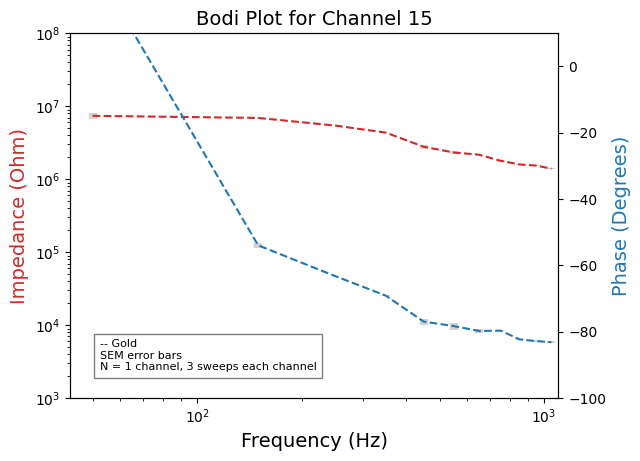 Bodi Plot for Channel 15
Impedance (Ohm)
10^8
10^7
10^6
10^5
10^4
10^3
-- Gold
SEM error bars
N = 1 channel, 3 sweeps each channel
10^2
10^3
Frequency (Hz)
0
−20
−40
−60
−80
−100
Phase (Degrees)